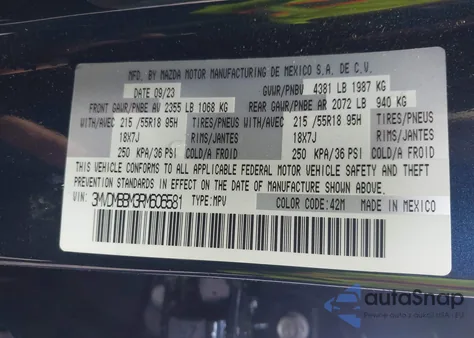 MFD. BY MAZDA MOTOR MANUFACTURING DE MEXICO S.A. DE C.V.
DATE 09/23 GVWR/PNBV 4381 LB 1987 KG
FRONT GAWR/PNBE AV 2355 LB 1068 KG REAR GAWR/PNBE AR 2072 LB 940 KG
WITH/AVEC 215 /55R18 95H TIRES/PNEUS WITH/AVEC 215 /55R18 95H TIRES/PNEUS
18X7J RIMS/JANTES 18X7J RIMS/JANTES
250 KPA/36 PSI COLD/A FROID 250 KPA/36 PSI COLD/A FROID
THIS VEHICLE CONFORMS TO ALL APPLICABLE FEDERAL MOTOR VEHICLE SAFETY AND THEFT
PREVENTION STANDARDS IN EFFECT ON THE DATE OF MANUFACTURE SHOWN ABOVE.
VIN: 3MVDMBBM3RM606581 TYPE:MPV COLOR CODE:42M MADE IN MEXICO
autoSnap